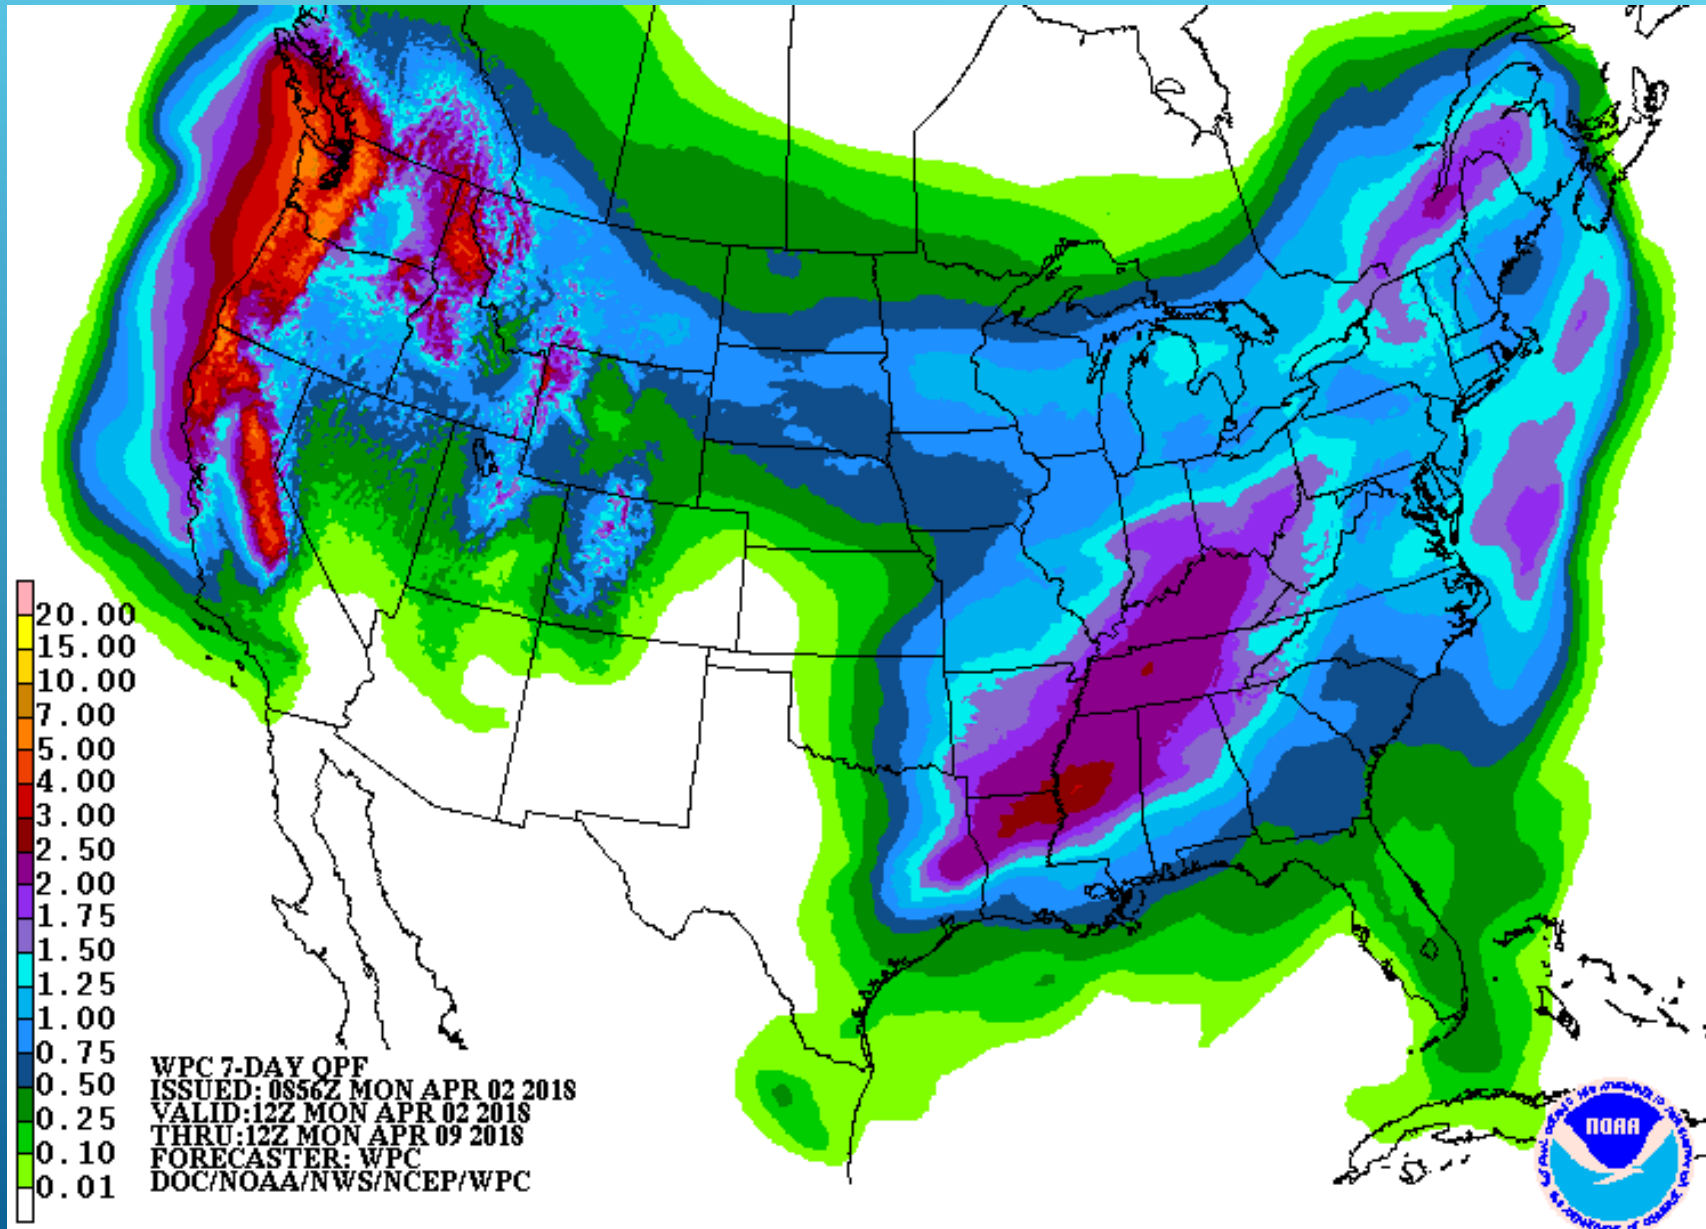 20.00
15.00
10.00
7.00
5.00
4.00
3.00
2.50
2.00
1.75
1.50
1.25
1.00
0.75
0.50
0.25
0.10
0.01
WPC 7-DAY QPF
ISSUED: 0856Z MON APR 02 2018
VALID:12Z MON APR 02 2018
THRU:12Z MON APR 09 2018
FORECASTER: WPC
DOC/NOAA/NWS/NCEP/WPC
NOAA